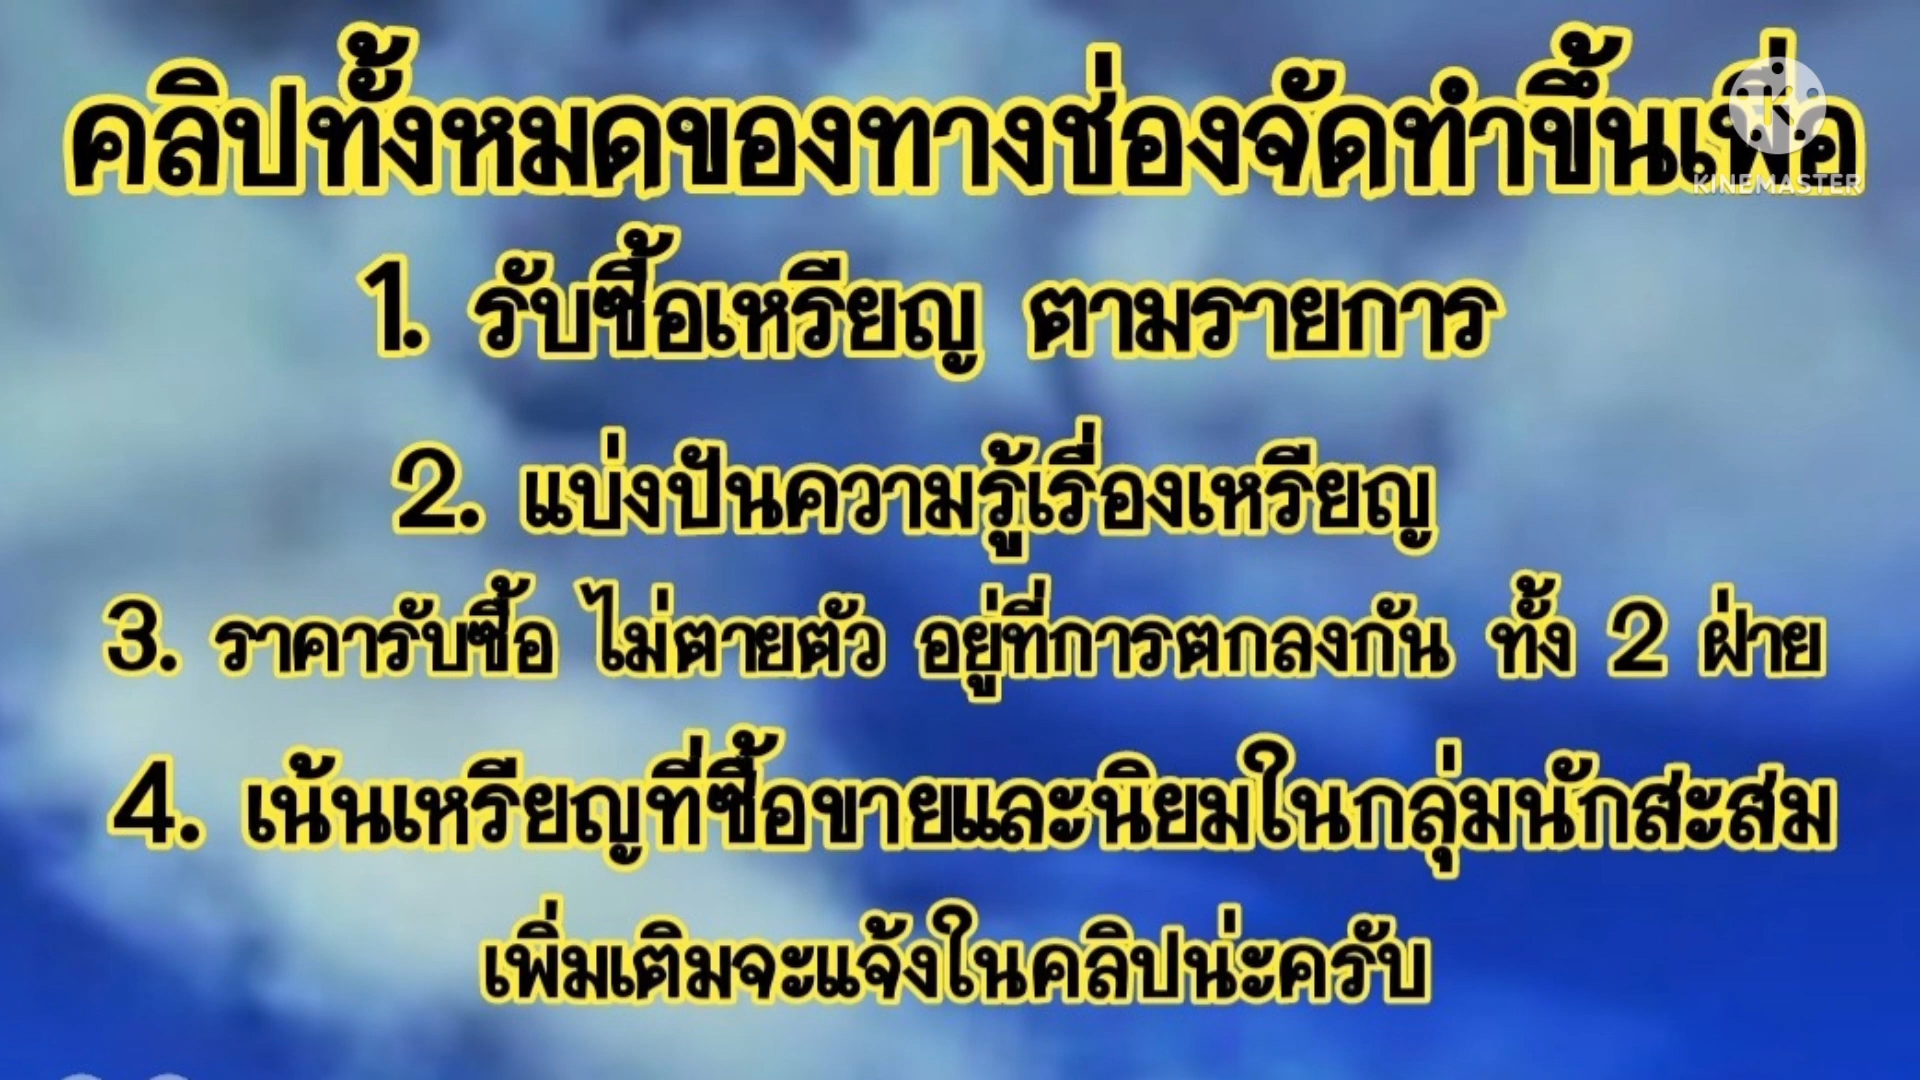 คลิปทั้งหมดของทางช่องจัดทำขึ้นเพื่อ
KINEMASTER
1. รับซื้อเหรียญ ตามรายการ
2. แบ่งปันความรู้เรื่องเหรียญ
3. ราคารับซื้อ ไม่ตายตัว อยู่ที่การตกลงกัน ทั้ง 2 ฝ่าย
4. เน้นเหรียญที่ซื้อขายและนิยมในกลุ่มนักสะสม
เพิ่มเติมจะแจ้งในคลิปน่ะครับ